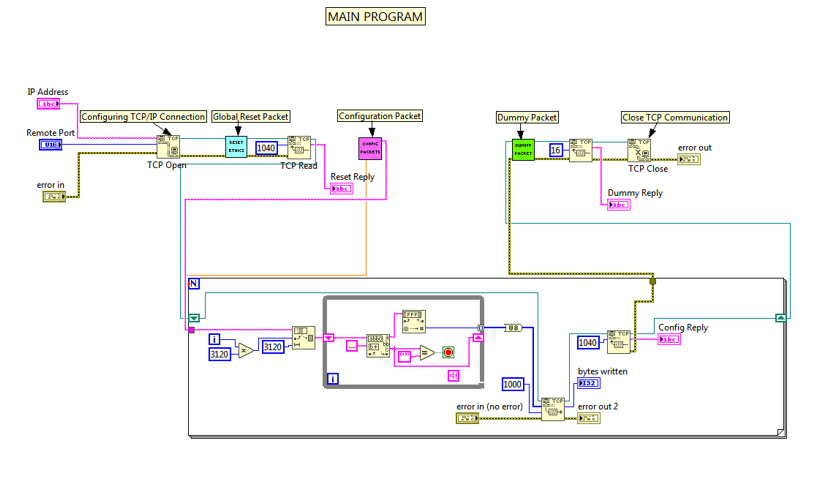 MAIN PROGRAM
IP Address
abc
Configuring TCP/IP Connection
Global Reset Packet
Configuration Packet
Dummy Packet
Close TCP Communication
Remote Port
U16
TCP
RESET
ETHICS
1040
TCP
CONFIG
PACKETS
DUMMY
PACKET
16
TCP
TCP
error out
TCP Open
TCP Read
TCP Close
error in
Reset Reply
abc
Dummy Reply
abc
N
i
3120
3120
i
U8
1040
TCP
Config Reply
abc
bytes written
I32
1000
error in (no error)
TCP
error out 2